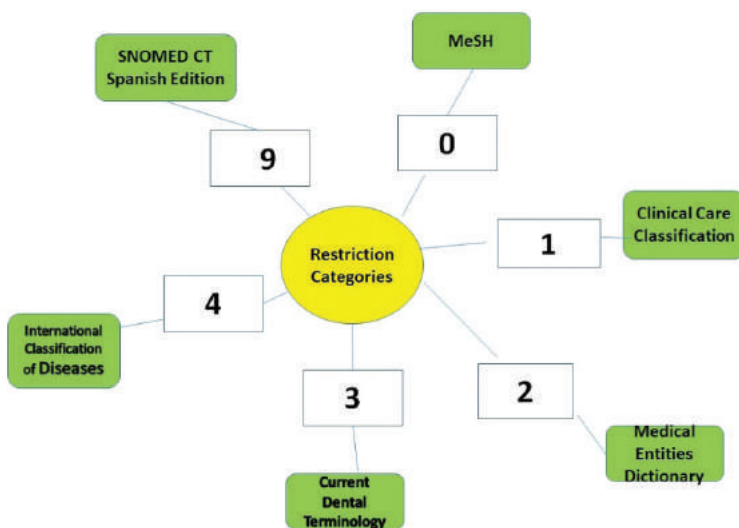 SNOMED CT
Spanish Edition
MeSH
9
0
Clinical Care
Classification
1
Restriction
Categories
4
International
Classification
of Diseases
3
2
Medical
Entities
Dictionary
Current
Dental
Terminology